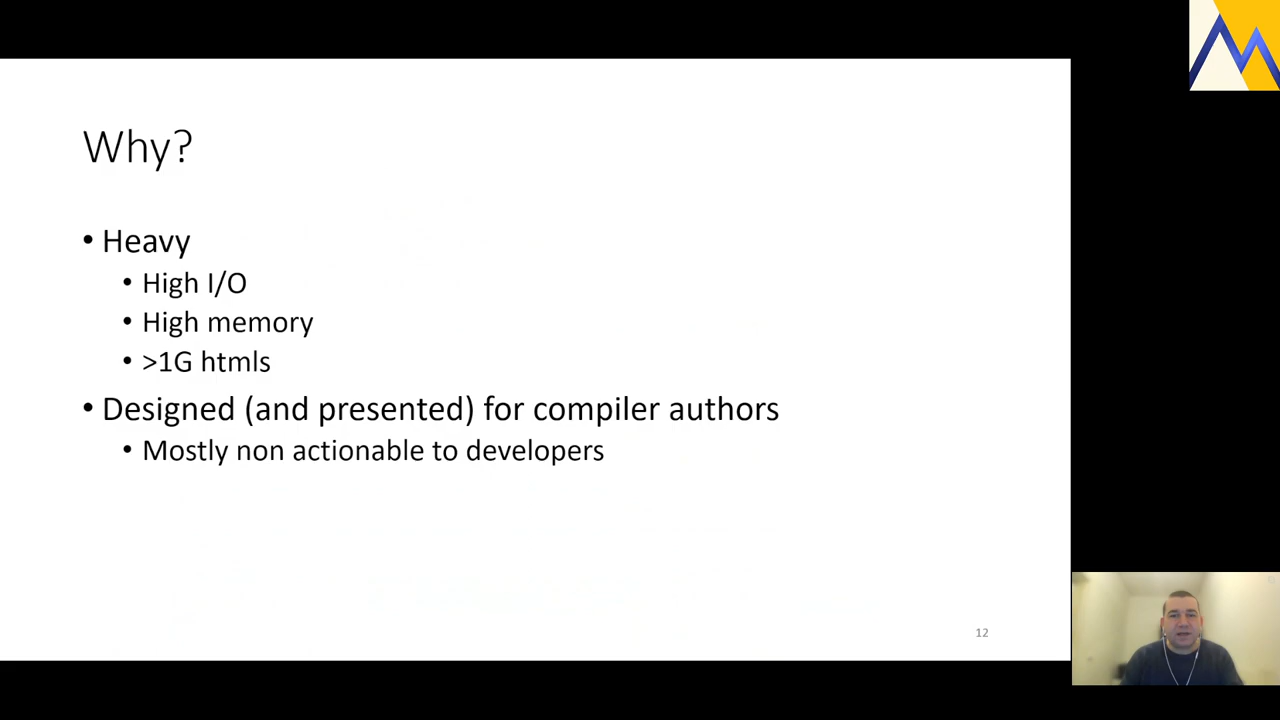 Why?
• Heavy
• High I/O
• High memory
• >1G htmls
• Designed (and presented) for compiler authors
• Mostly non actionable to developers
12